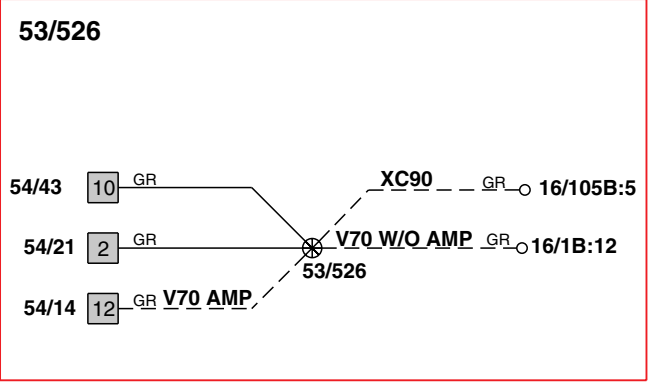 53/526
54/43 10 GR XC90 GR 16/105B:5
54/21 2 GR V70 W/O AMP GR 16/1B:12
53/526
54/14 12 GR V70 AMP